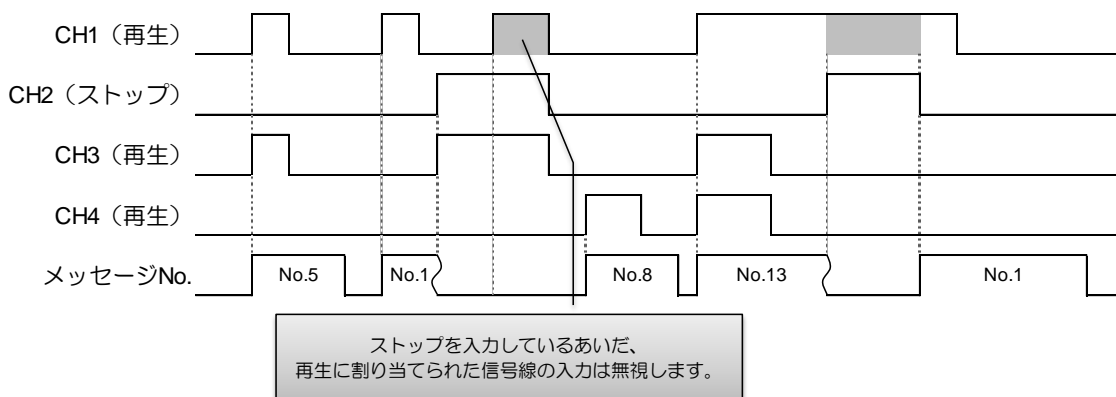 CH1（再生）
CH2（ストップ）
CH3（再生）
CH4（再生）
メッセージNo.
No.5
No.1
No.8
No.13
No.1
ストップを入力しているあいだ、
再生に割り当てられた信号線の入力は無視します。